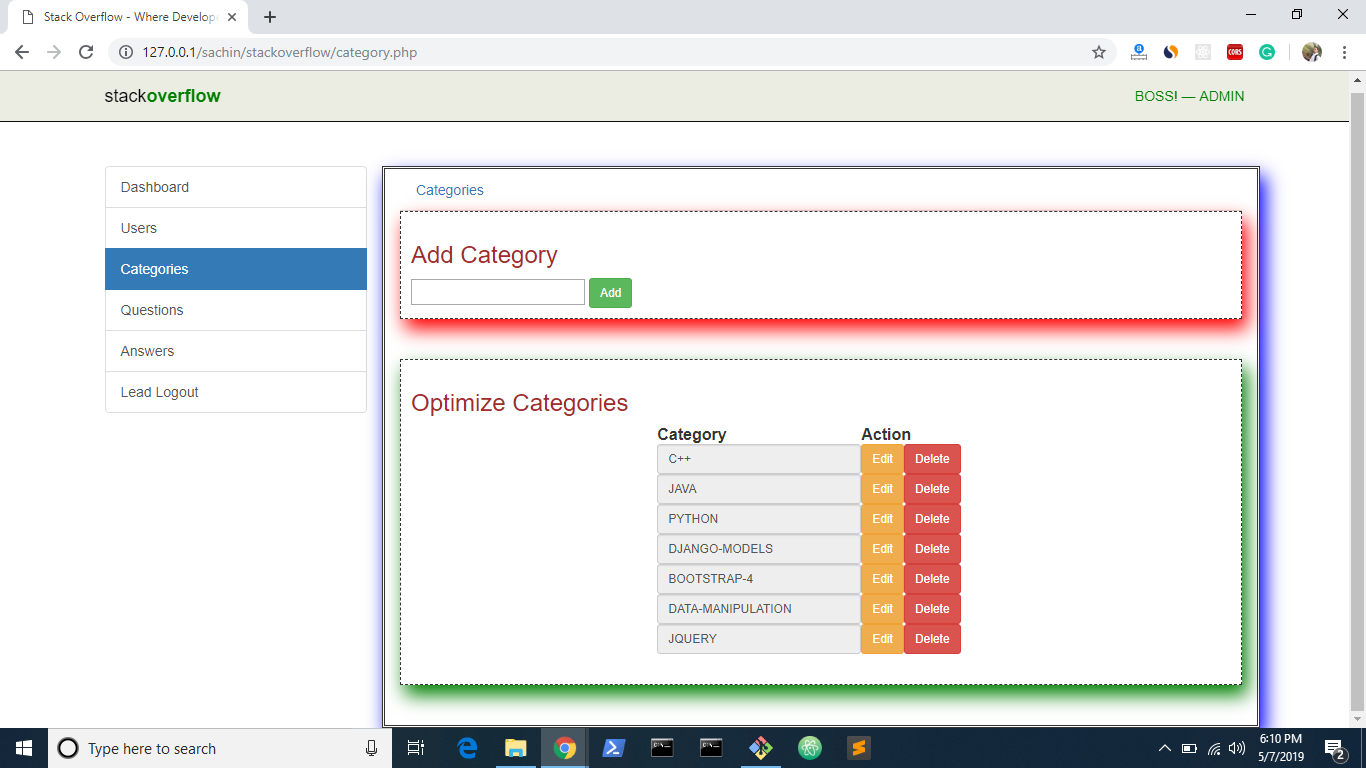 Stack Overflow - Where Develop
127.0.0.1/sachin/stackoverflow/category.php
CORS
stackoverflow
BOSS! — ADMIN
Dashboard
Users
Categories
Questions
Answers
Lead Logout
Categories
Add Category
Add
Optimize Categories
Category Action
C++ Edit Delete
JAVA Edit Delete
PYTHON Edit Delete
DJANGO-MODELS Edit Delete
BOOTSTRAP-4 Edit Delete
DATA-MANIPULATION Edit Delete
JQUERY Edit Delete
Type here to search
6:10 PM
5/7/2019
2